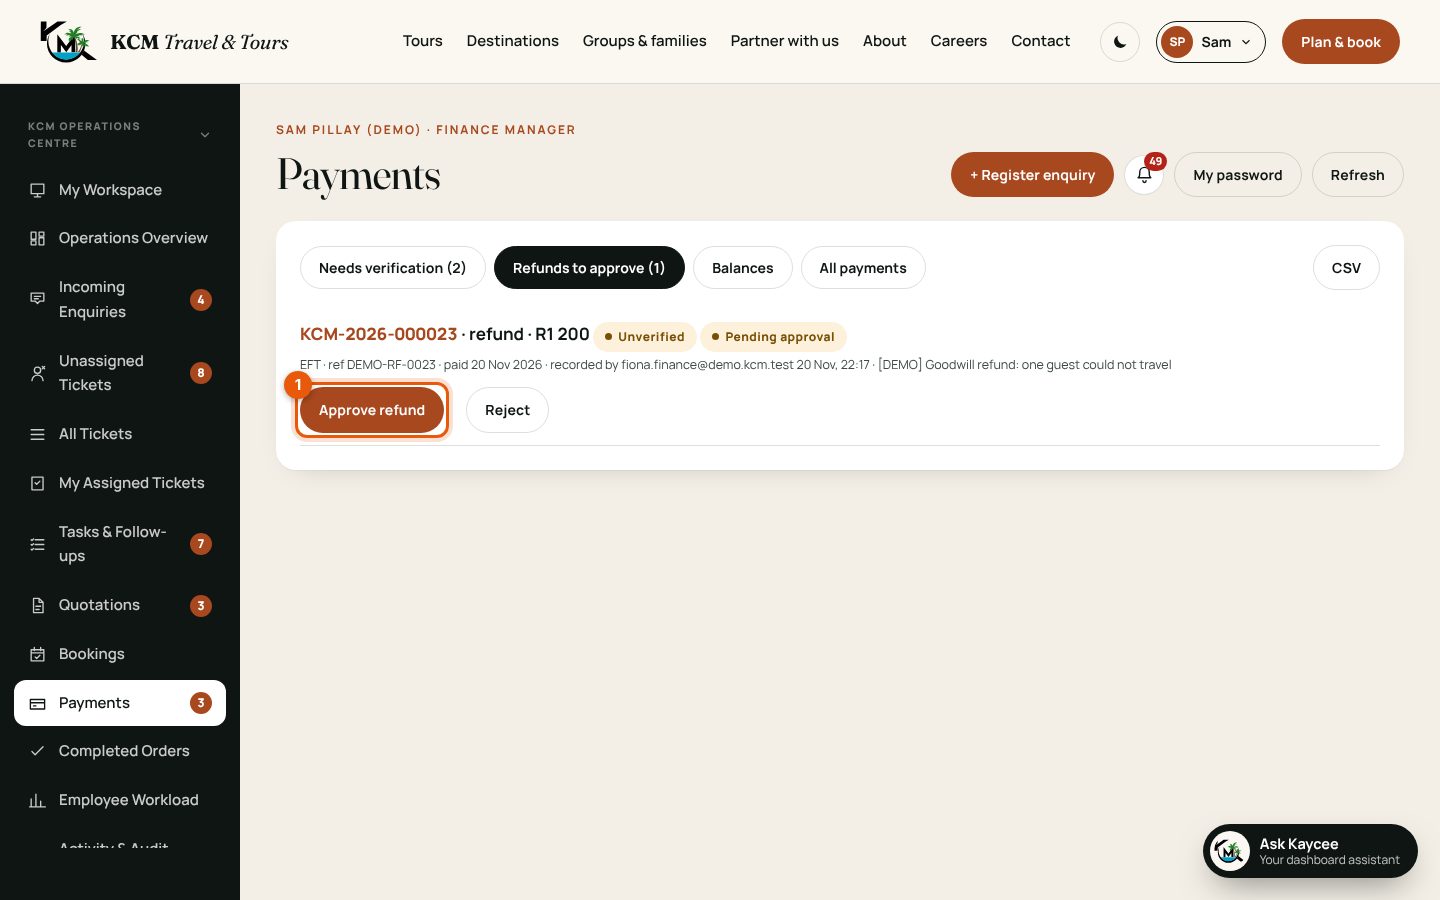 KCM Travel & Tours
Tours
Destinations
Groups & families
Partner with us
About
Careers
Contact
SP
Sam
Plan & book
KCM OPERATIONS
CENTRE
My Workspace
Operations Overview
Incoming
Enquiries
4
Unassigned
Tickets
8
All Tickets
My Assigned Tickets
Tasks & Follow-
ups
7
Quotations
3
Bookings
Payments
3
Completed Orders
Employee Workload
Activity & Audit
SAM PILLAY (DEMO) · FINANCE MANAGER
Payments
+ Register enquiry
49
My password
Refresh
Needs verification (2)
Refunds to approve (1)
Balances
All payments
CSV
KCM-2026-000023 · refund · R1 200
Unverified
Pending approval
EFT · ref DEMO-RF-0023 · paid 20 Nov 2026 · recorded by fiona.finance@demo.kcm.test 20 Nov, 22:17 · [DEMO] Goodwill refund: one guest could not travel
1
Approve refund
Reject
Ask Kaycee
Your dashboard assistant